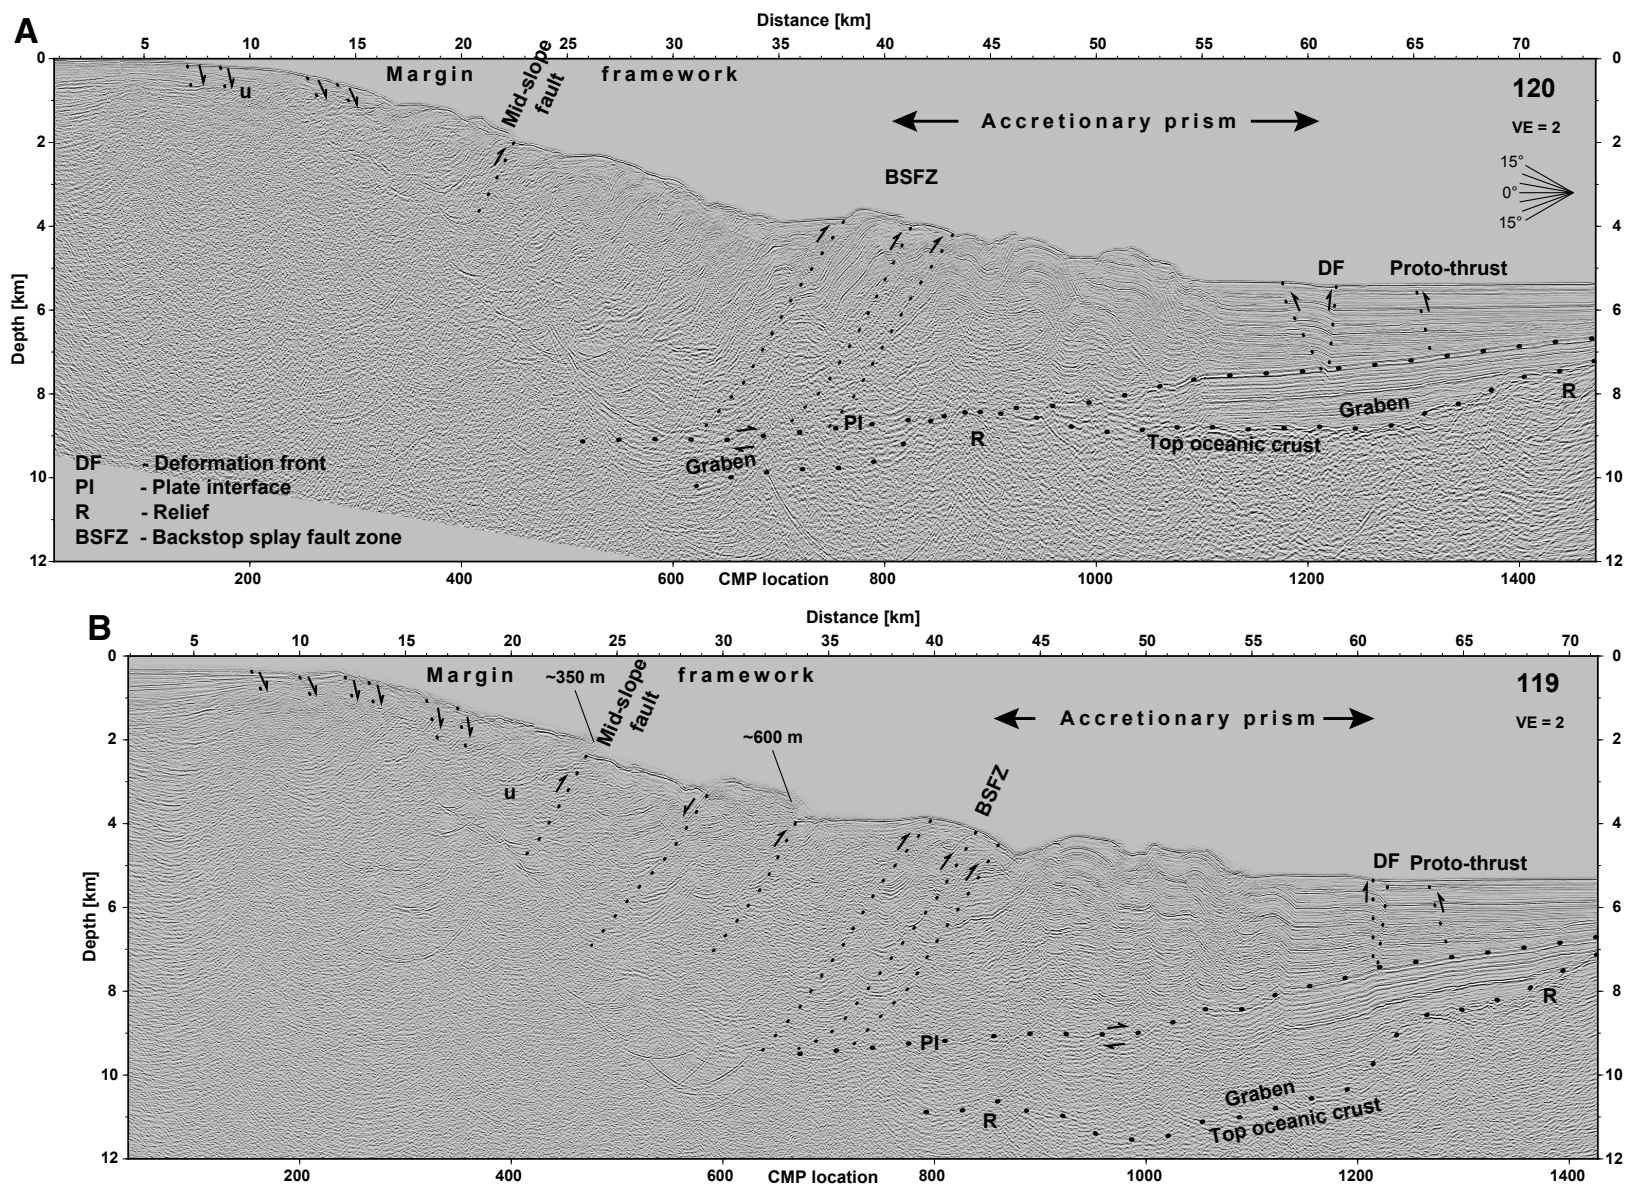 A
Distance [km]
5 10 15 20 25 30 35 40 45 50 55 60 65 70
0 0
Margin framework
Mid-slope
fault
u
120
VE = 2
Accretionary prism
15°
0°
15°
2 2
BSFZ
4 4
DF Proto-thrust
Depth [km]
6 6
8 8
R
Graben
PI
R
Top oceanic crust
Graben
10 10
DF - Deformation front
PI - Plate interface
R - Relief
BSFZ - Backstop splay fault zone
12 12
200 400 600 800 1000 1200 1400
CMP location
B
Distance [km]
5 10 15 20 25 30 35 40 45 50 55 60 65 70
0 0
Margin framework
~350 m
Mid-slope
fault
119
VE = 2
Accretionary prism
~600 m
2 2
u
BSFZ
4 4
DF Proto-thrust
Depth [km]
6 6
8 8
R
PI
10 10
Graben
R
Top oceanic crust
12 12
200 400 600 800 1000 1200 1400
CMP location